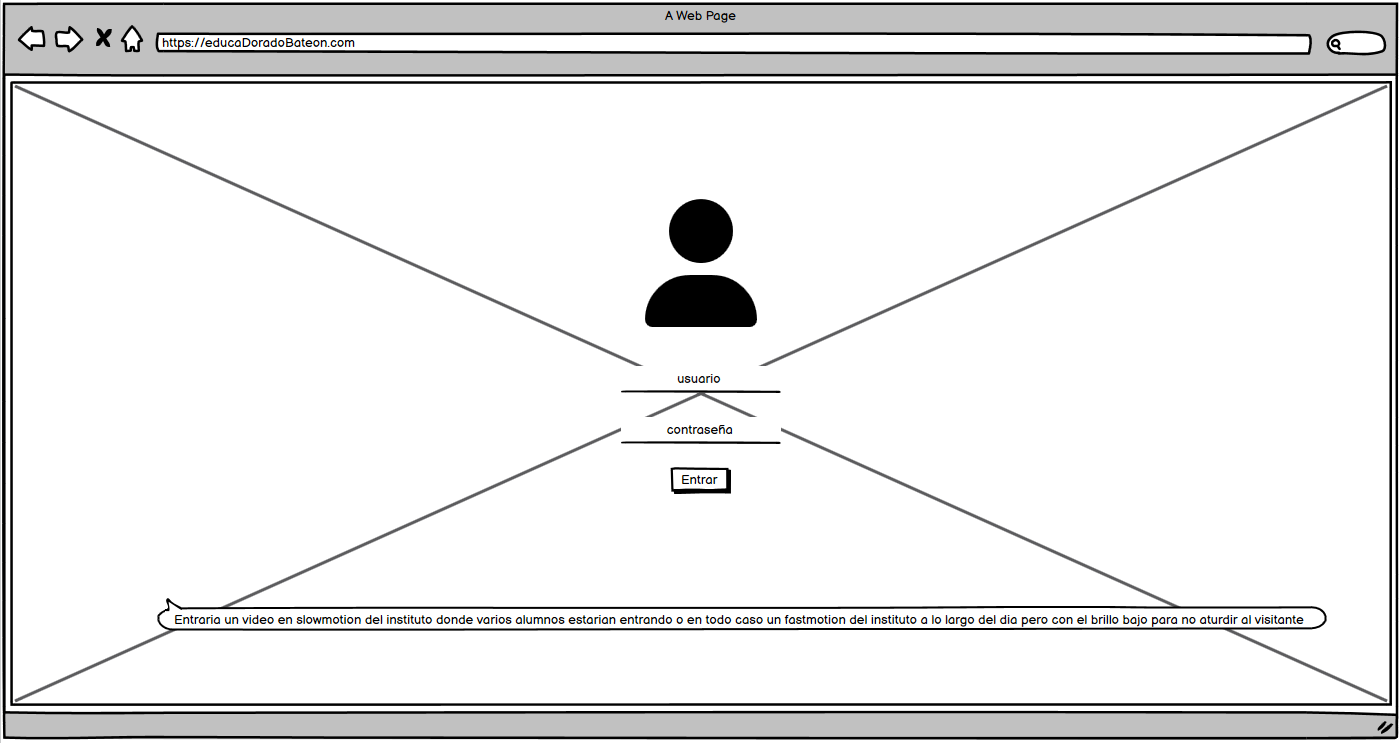 A Web Page
https://educaDoradoBateon.com
usuario
contraseña
Entrar
Entraria un video en slowmotion del instituto donde varios alumnos estarian entrando o en todo caso un fastmotion del instituto a lo largo del dia pero con el brillo bajo para no aturdir al visitante